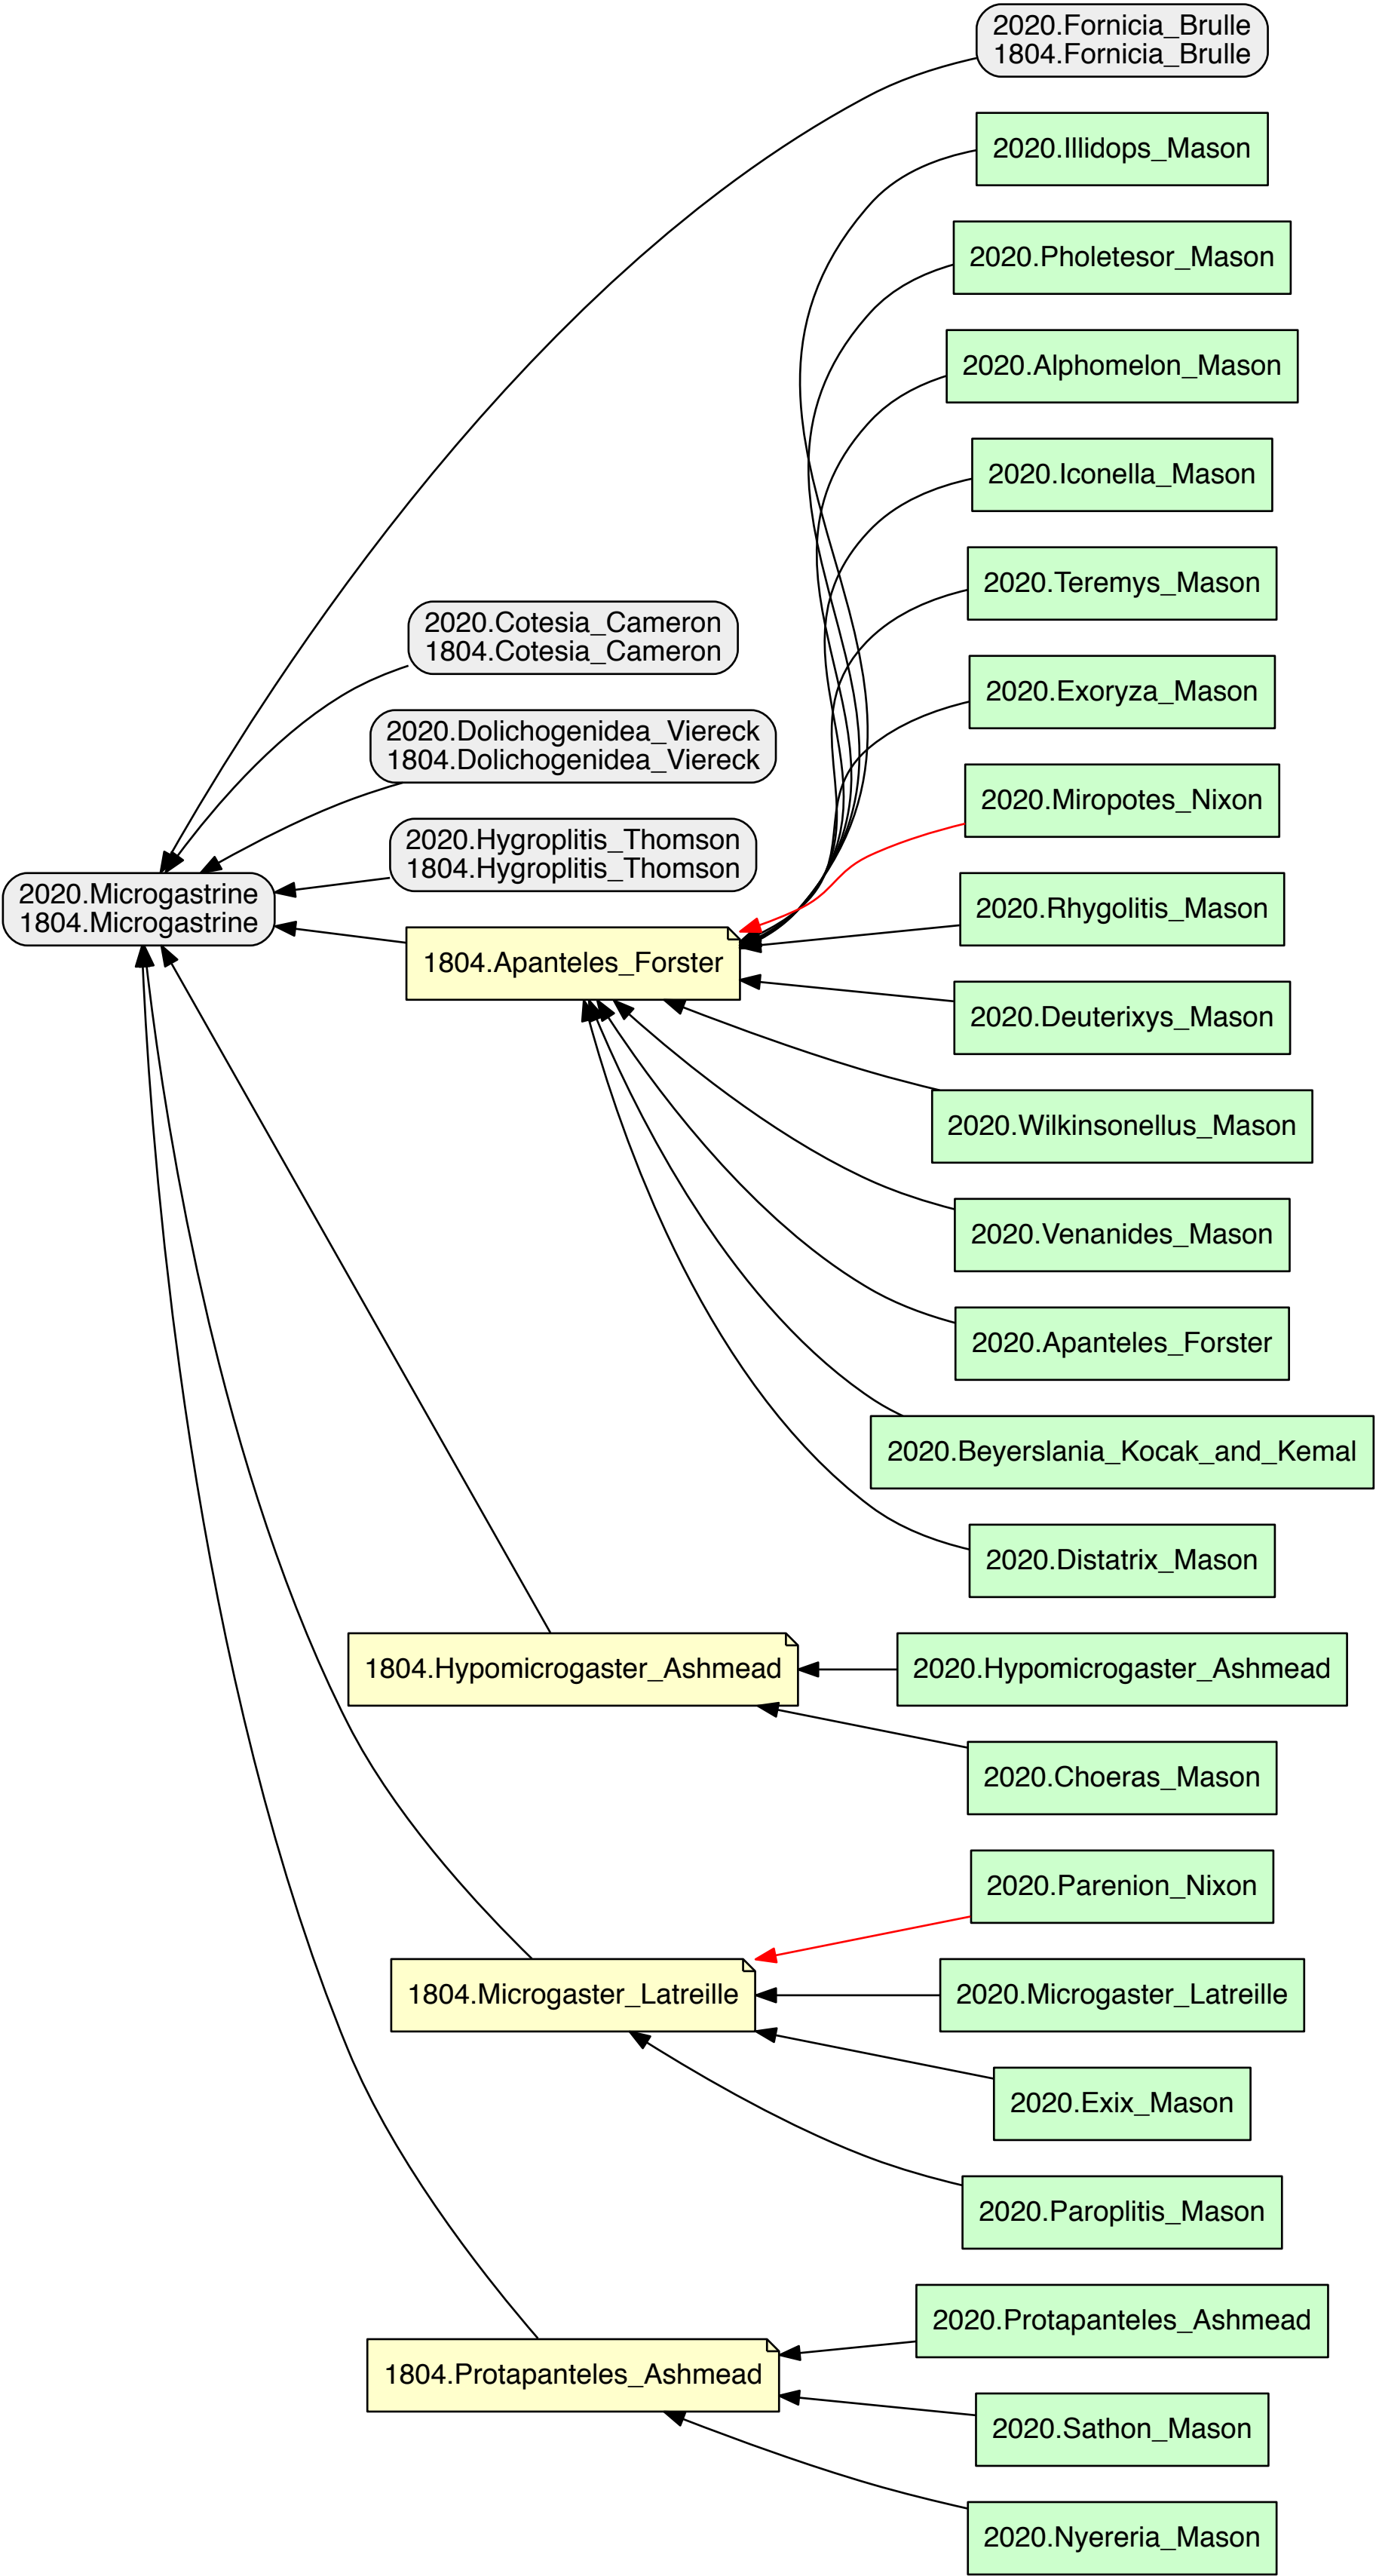 2020.Fornicia_Brulle
1804.Fornicia_Brulle
2020.Illidops_Mason
2020.Pholetesor_Mason
2020.Alphomelon_Mason
2020.Iconella_Mason
2020.Teremys_Mason
2020.Cotesia_Cameron
1804.Cotesia_Cameron
2020.Exoryza_Mason
2020.Dolichogenidea_Viereck
1804.Dolichogenidea_Viereck
2020.Miropotes_Nixon
2020.Hygroplitis_Thomson
1804.Hygroplitis_Thomson
2020.Microgastrine
1804.Microgastrine
2020.Rhygolitis_Mason
1804.Apanteles_Forster
2020.Deuterixys_Mason
2020.Wilkinsonellus_Mason
2020.Venanides_Mason
2020.Apanteles_Forster
2020.Beyerslania_Kocak_and_Kemal
2020.Distatrix_Mason
1804.Hypomicrogaster_Ashmead
2020.Hypomicrogaster_Ashmead
2020.Choeras_Mason
2020.Parenion_Nixon
1804.Microgaster_Latreille
2020.Microgaster_Latreille
2020.Exix_Mason
2020.Paroplitis_Mason
2020.Protapanteles_Ashmead
1804.Protapanteles_Ashmead
2020.Sathon_Mason
2020.Nyereria_Mason